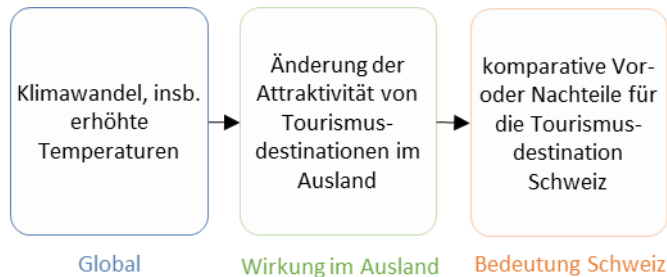 Klimawandel, insb.
erhöhte
Temperaturen
Änderung der
Attraktivität von
Tourismus-
destinationen im
Ausland
komparative Vor-
oder Nachteile für
die Tourismus-
destination
Schweiz
Global
Wirkung im Ausland
Bedeutung Schweiz